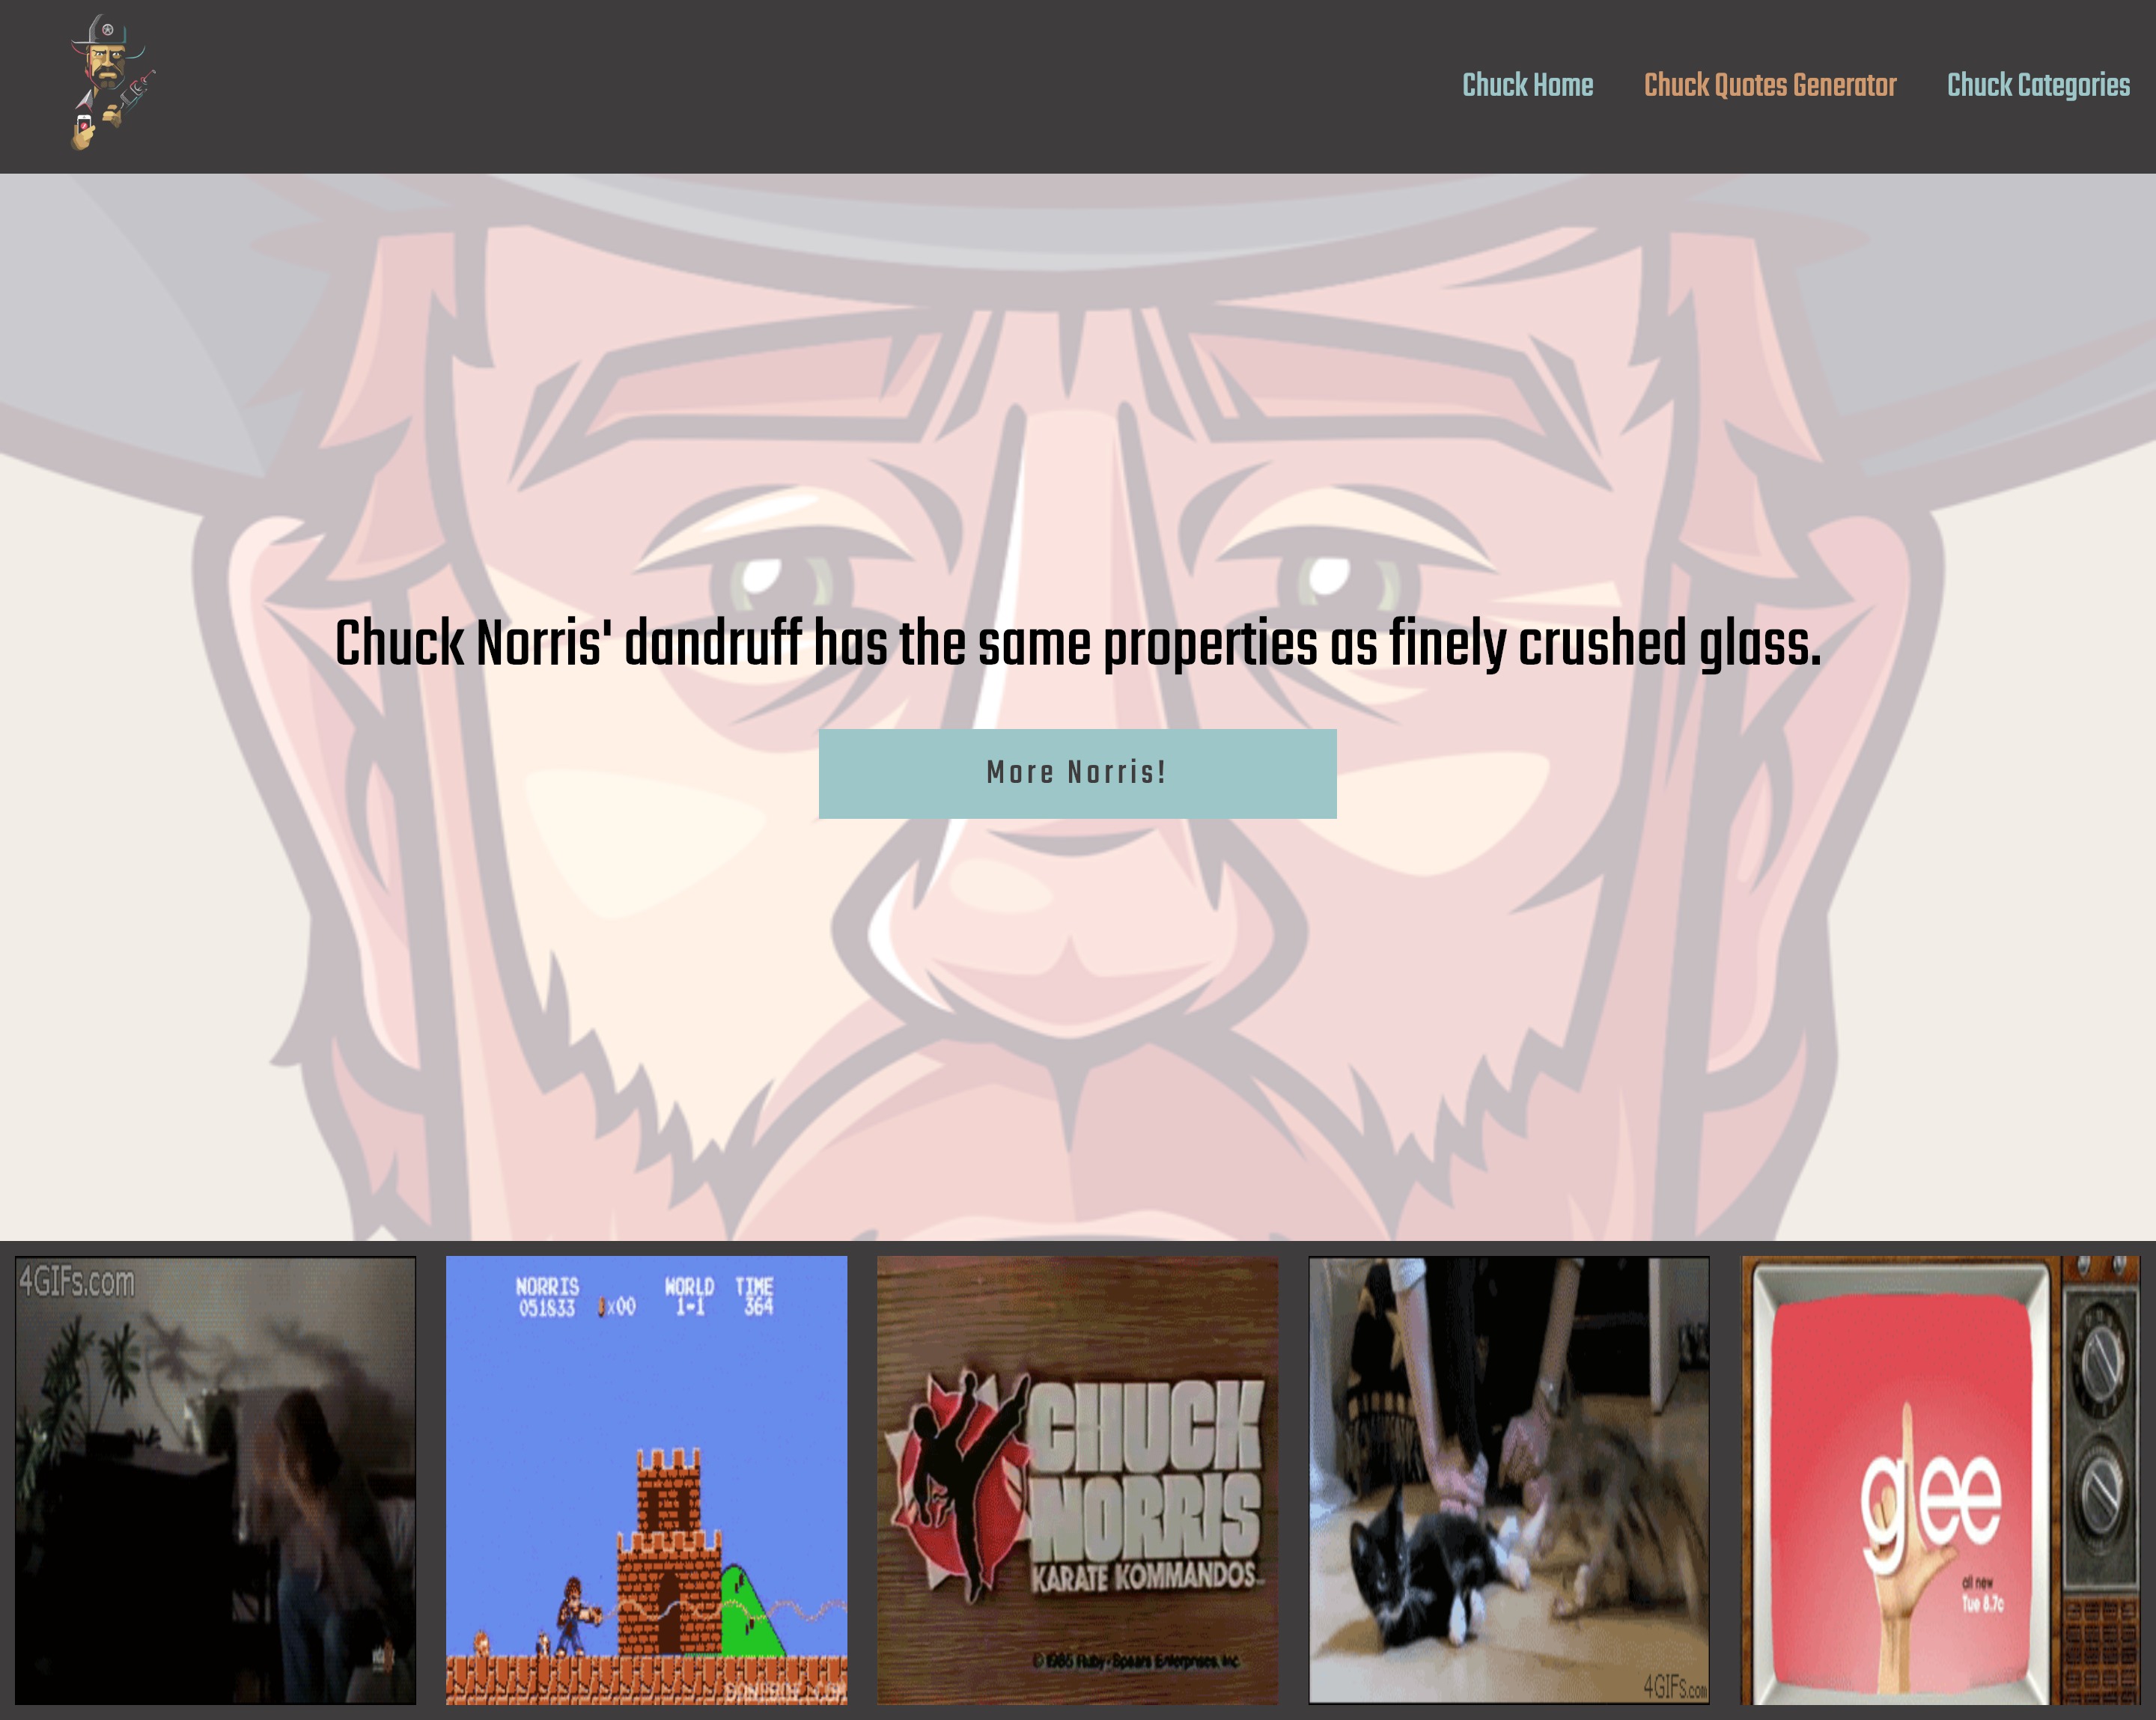 Chuck Home
Chuck Quotes Generator
Chuck Categories
Chuck Norris' dandruff has the same properties as finely crushed glass.
More Norris!
4GIFs.com
NORRIS WORLD TIME
051833 x00 1-1 364
CHUCK
NORRIS
KARATE KOMMANDOS
© 1985 Ruby-Spears Enterprises, Inc.
4GIFs.com
glee
all new
Tue 8.7c